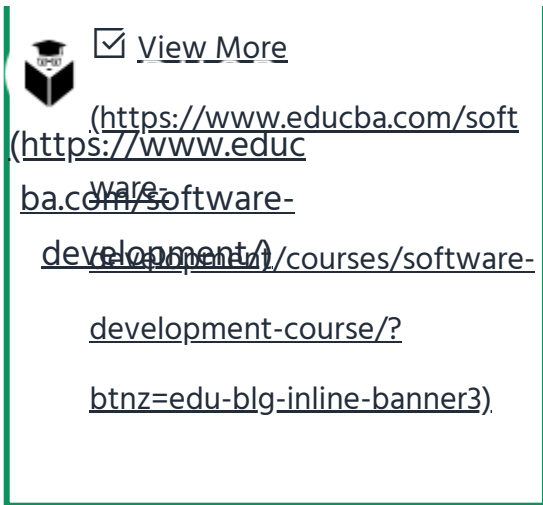 View More
(https://www.educba.com/soft
(https://www.educ
ware-
ba.com/software-
development/)
development/courses/software-
development-course/?
btnz=edu-blg-inline-banner3)